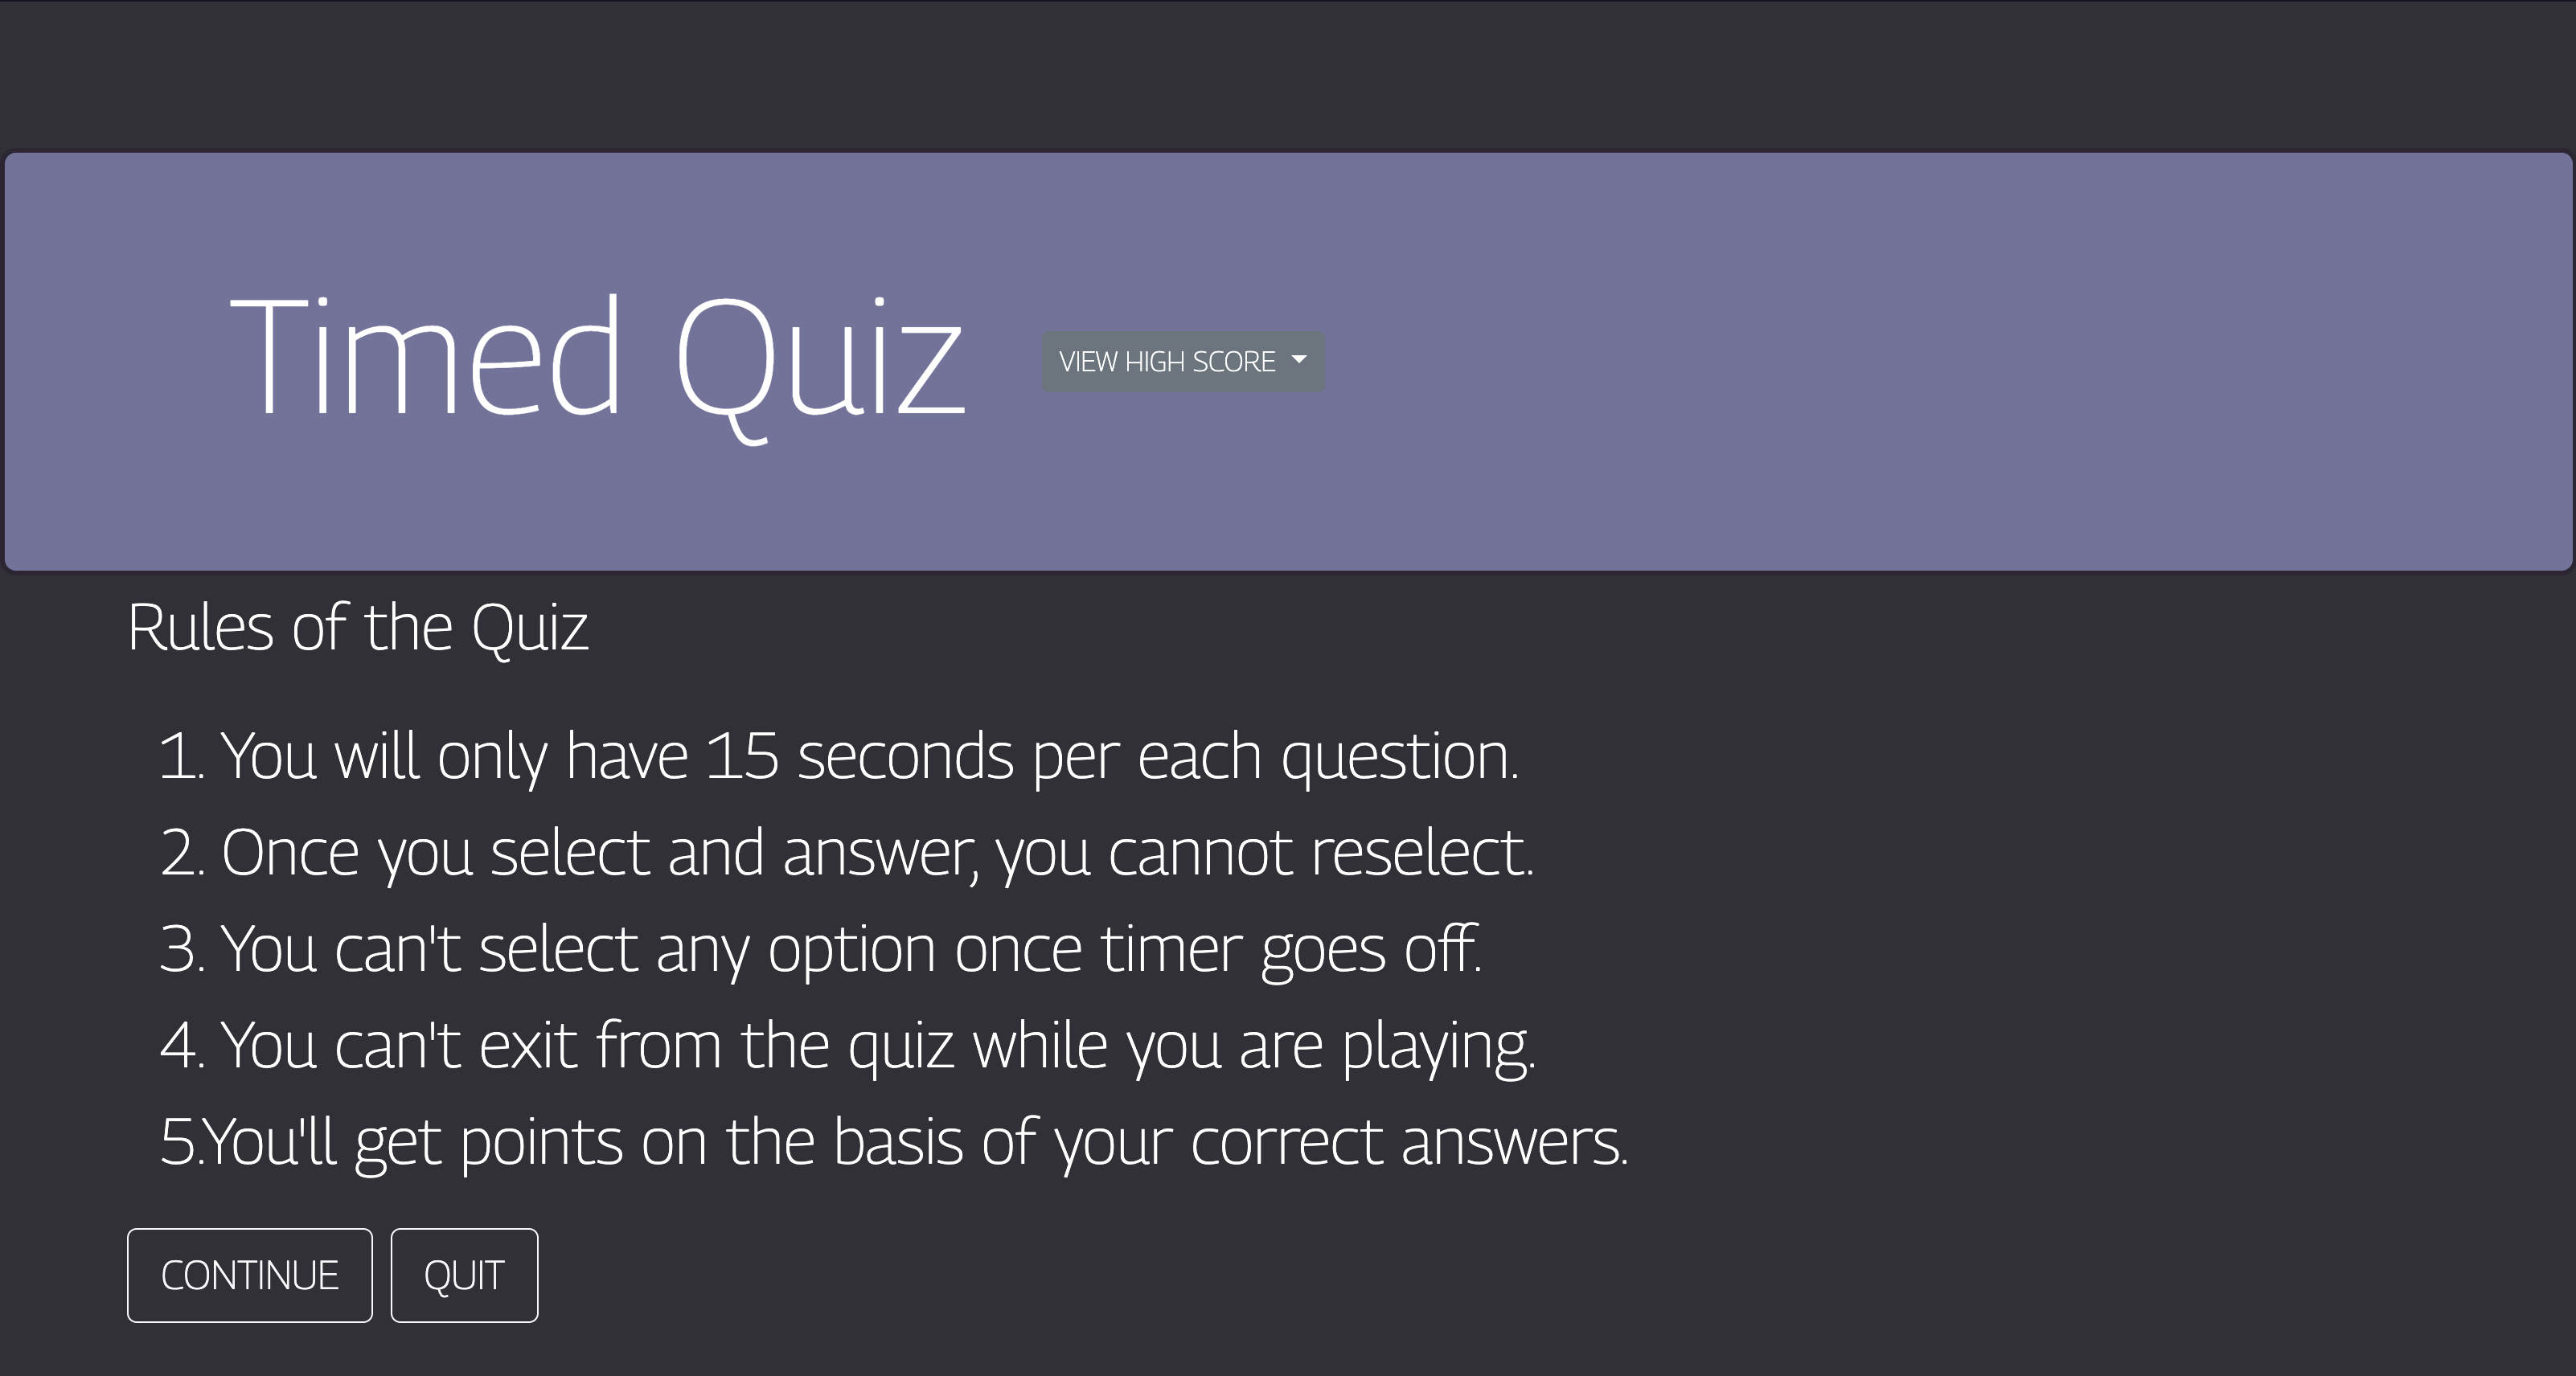 Timed Quiz
VIEW HIGH SCORE
Rules of the Quiz
1. You will only have 15 seconds per each question.
2. Once you select and answer, you cannot reselect.
3. You can't select any option once timer goes off.
4. You can't exit from the quiz while you are playing.
5.You'll get points on the basis of your correct answers.
CONTINUE
QUIT